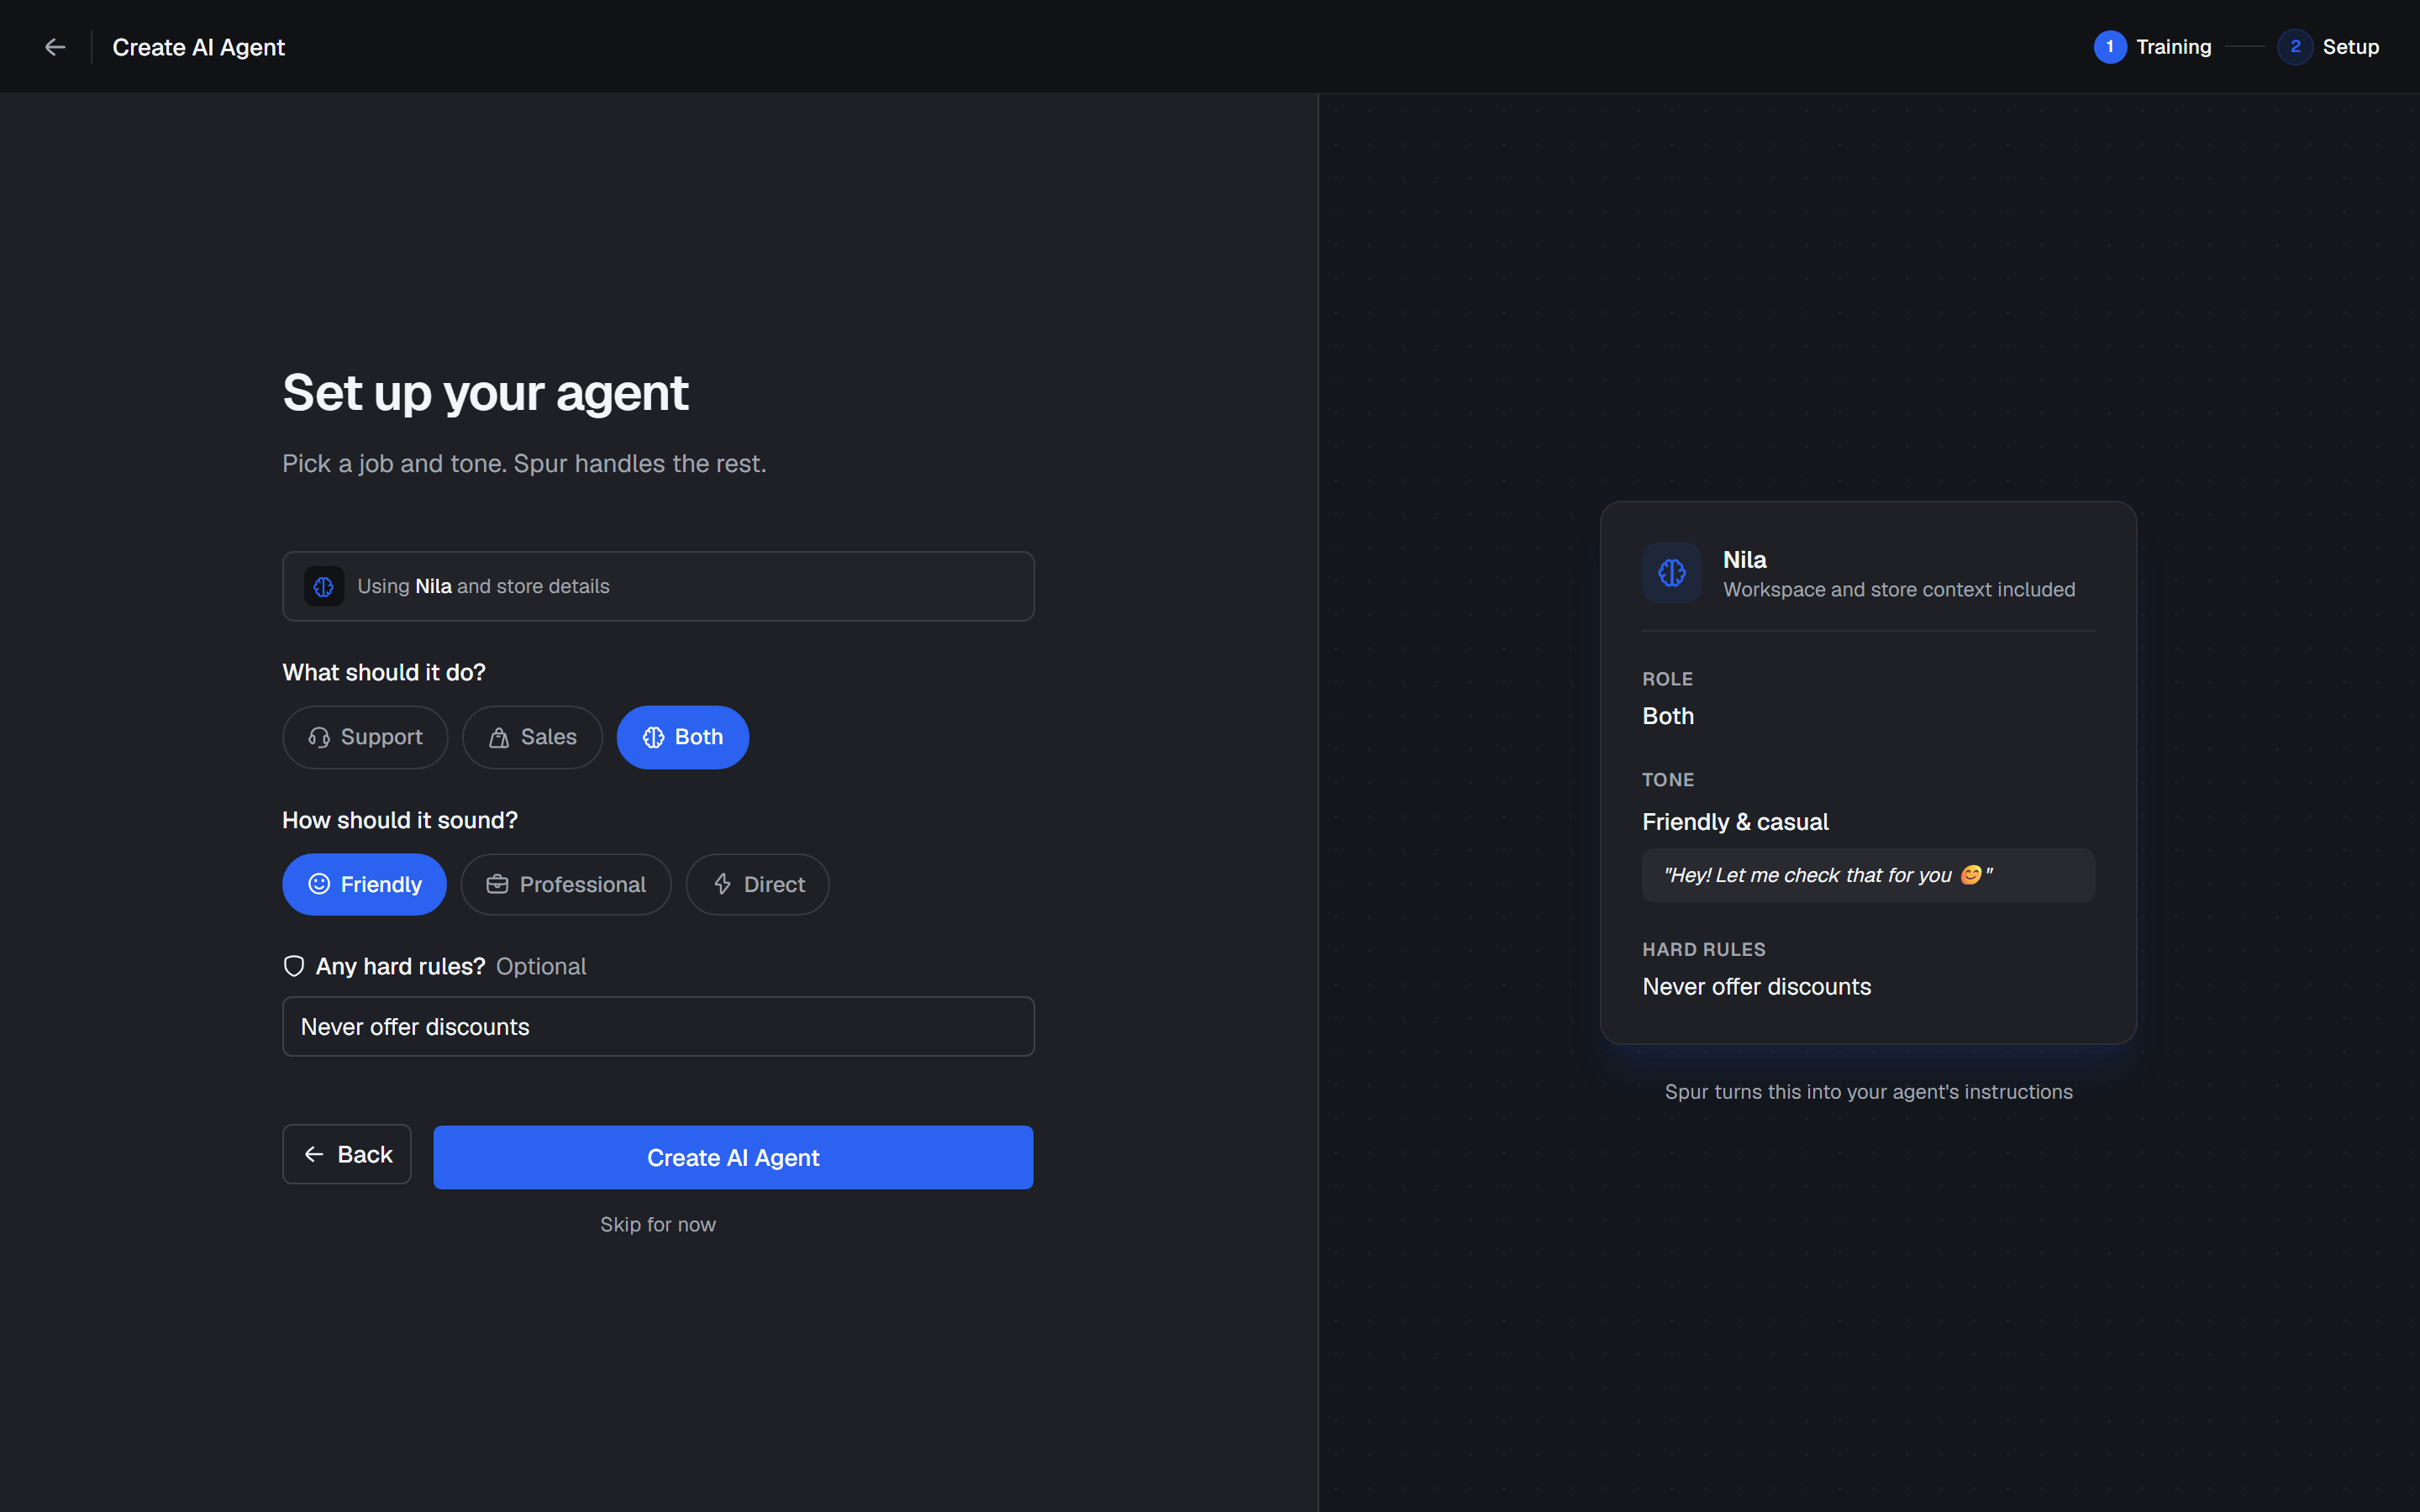 Create AI Agent
1 Training
2 Setup
Set up your agent
Pick a job and tone. Spur handles the rest.
Using Nila and store details
What should it do?
Support Sales Both
How should it sound?
Friendly Professional Direct
Any hard rules? Optional
Never offer discounts
Back
Create AI Agent
Skip for now
Nila
Workspace and store context included
ROLE
Both
TONE
Friendly & casual
"Hey! Let me check that for you 😊"
HARD RULES
Never offer discounts
Spur turns this into your agent's instructions